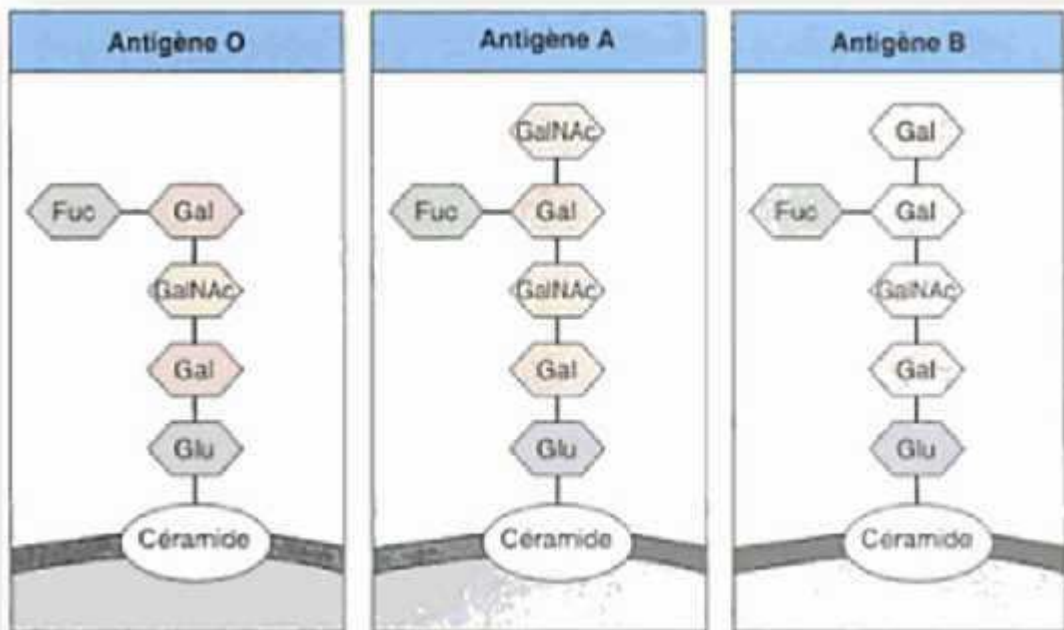 Antigène O
Fuc
Gal
GalNAc
Gal
Glu
Céramide
Antigène A
GalNAc
Fuc
Gal
GalNAc
Gal
Glu
Céramide
Antigène B
Gal
Fuc
Gal
GalNAc
Gal
Glu
Céramide